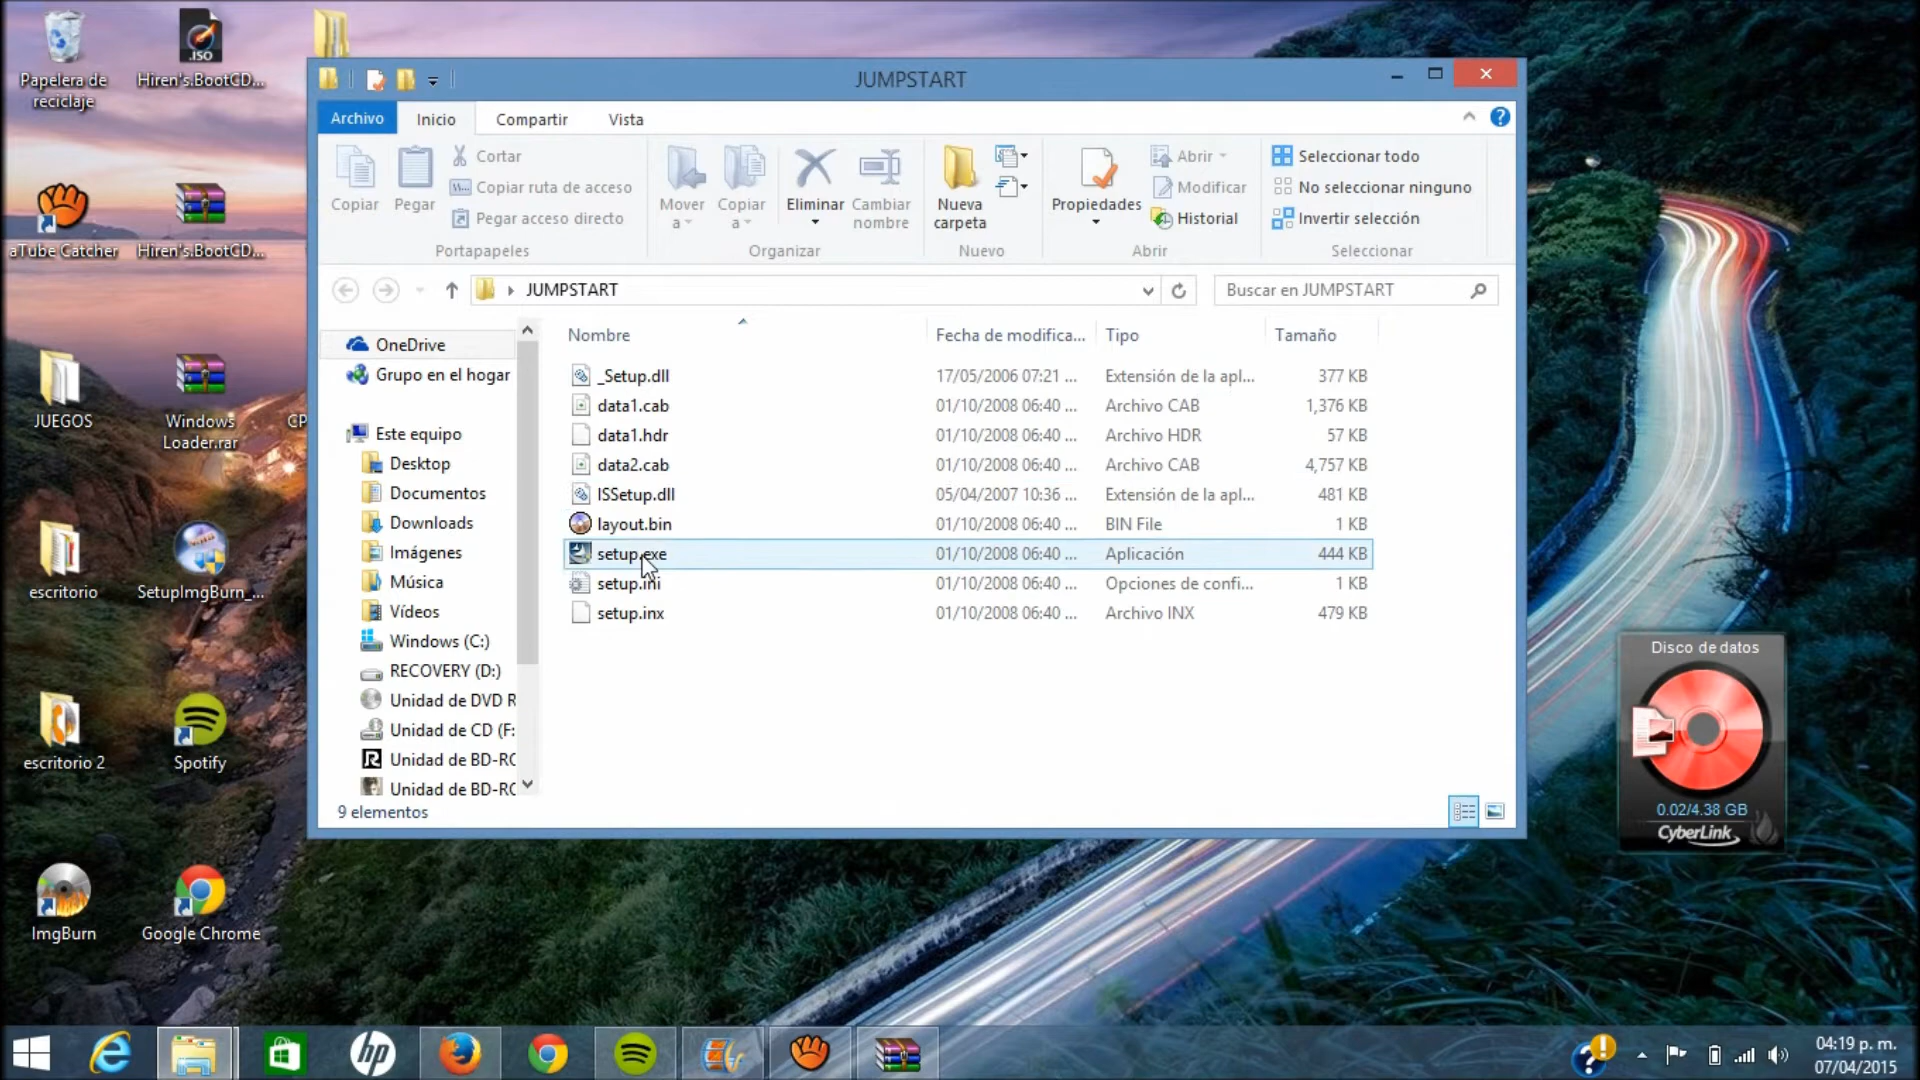 Papelera de
reciclaje
Hiren's.BootCD...
.ISO
aTube Catcher
Hiren's.BootCD...
JUEGOS
Windows
Loader.rar
CP
escritorio
SetupImgBurn_...
escritorio 2
Spotify
ImgBurn
Google Chrome
JUMPSTART
Archivo
Inicio
Compartir
Vista
Copiar
Pegar
Cortar
Copiar ruta de acceso
Pegar acceso directo
Portapapeles
Mover
a
Copiar
a
Eliminar
Cambiar
nombre
Organizar
Nueva
carpeta
Nuevo
Propiedades
Abrir
Modificar
Historial
Abrir
Seleccionar todo
No seleccionar ninguno
Invertir selección
Seleccionar
JUMPSTART
Buscar en JUMPSTART
OneDrive
Grupo en el hogar
Este equipo
Desktop
Documentos
Downloads
Imágenes
Música
Vídeos
Windows (C:)
RECOVERY (D:)
Unidad de DVD R
Unidad de CD (F:
Unidad de BD-RO
Unidad de BD-RO
Nombre Fecha de modifica... Tipo Tamaño
_Setup.dll 17/05/2006 07:21 ... Extensión de la apl... 377 KB
data1.cab 01/10/2008 06:40 ... Archivo CAB 1,376 KB
data1.hdr 01/10/2008 06:40 ... Archivo HDR 57 KB
data2.cab 01/10/2008 06:40 ... Archivo CAB 4,757 KB
ISSetup.dll 05/04/2007 10:36 ... Extensión de la apl... 481 KB
layout.bin 01/10/2008 06:40 ... BIN File 1 KB
setup.exe 01/10/2008 06:40 ... Aplicación 444 KB
setup.ini 01/10/2008 06:40 ... Opciones de confi... 1 KB
setup.inx 01/10/2008 06:40 ... Archivo INX 479 KB
9 elementos
Disco de datos
0.02/4.38 GB
CyberLink
hp
04:19 p. m.
07/04/2015